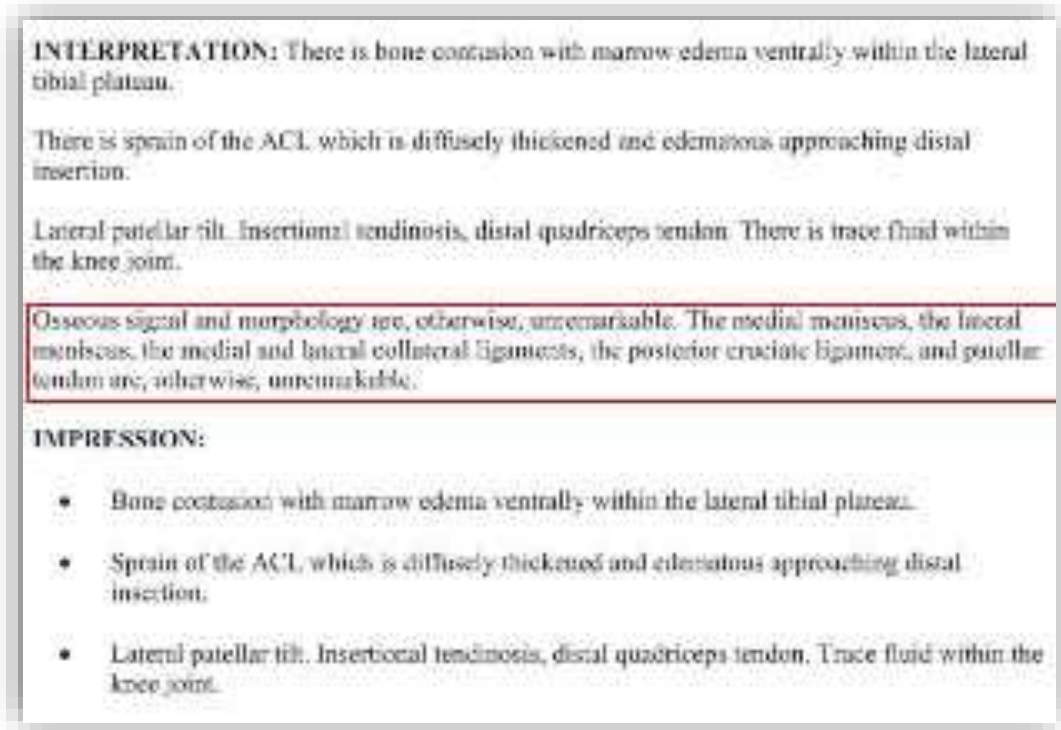 INTERPRETATION: There is bone contusion with marrow edema ventrally within the lateral
tibial plateau.
There is sprain of the ACL which is diffusely thickened and edematous approaching distal
insertion.
Lateral patellar tilt. Insertional tendinosis, distal quadriceps tendon. There is trace fluid within
the knee joint.
Osseous signal and morphology are, otherwise, unremarkable. The medial meniscus, the lateral
meniscus, the medial and lateral collateral ligaments, the posterior cruciate ligament, and patellar
tendon are, otherwise, unremarkable.
IMPRESSION:
• Bone contusion with marrow edema ventrally within the lateral tibial plateau.
• Sprain of the ACL which is diffusely thickened and edematous approaching distal
insertion.
• Lateral patellar tilt. Insertional tendinosis, distal quadriceps tendon. Trace fluid within the
knee joint.